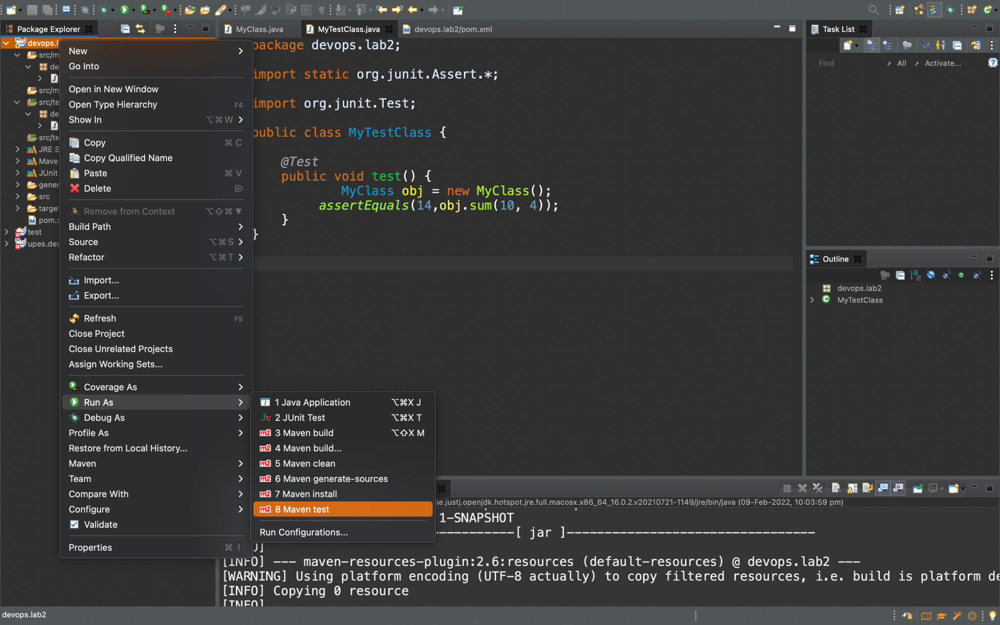 Package Explorer
MyClass.java
MyTestClass.java
devops.lab2/pom.xml
Task List
devops.l
src/m
de
src/m
src/te
de
src/te
JRE S
Mave
JUnit
gener
src
target
pom.x
test
upes.dev
New
Go Into
Open in New Window
Open Type Hierarchy F4
Show In ⌥⌘W
Copy ⌘ C
Copy Qualified Name
Paste ⌘ V
Delete ⌦
Remove from Context ⌥⇧⌘▼
Build Path
Source ⌥⌘S
Refactor ⌥⌘T
Import...
Export...
Refresh F5
Close Project
Close Unrelated Projects
Assign Working Sets...
Coverage As
Run As
Debug As
Profile As
Restore from Local History...
Maven
Team
Compare With
Configure
Validate
Properties ⌘ I
1 Java Application ⌥⌘X J
2 JUnit Test ⌥⌘X T
3 Maven build ⌥⇧X M
4 Maven build...
5 Maven clean
6 Maven generate-sources
7 Maven install
8 Maven test
Run Configurations...
package devops.lab2;
import static org.junit.Assert.*;
import org.junit.Test;
public class MyTestClass {
@Test
public void test() {
MyClass obj = new MyClass();
assertEquals(14,obj.sum(10, 4));
}
}
Find
All
Activate...
Outline
devops.lab2
MyTestClass
se.justj.openjdk.hotspot.jre.full.macosx.x86_64_16.0.2.v20210721-1149/jre/bin/java (09-Feb-2022, 10:03:59 pm)
1-SNAPSHOT
----------[ jar ]---------------------------------
[INFO] --- maven-resources-plugin:2.6:resources (default-resources) @ devops.lab2 ---
[WARNING] Using platform encoding (UTF-8 actually) to copy filtered resources, i.e. build is platform de
[INFO] Copying 0 resource
[INFO]
devops.lab2